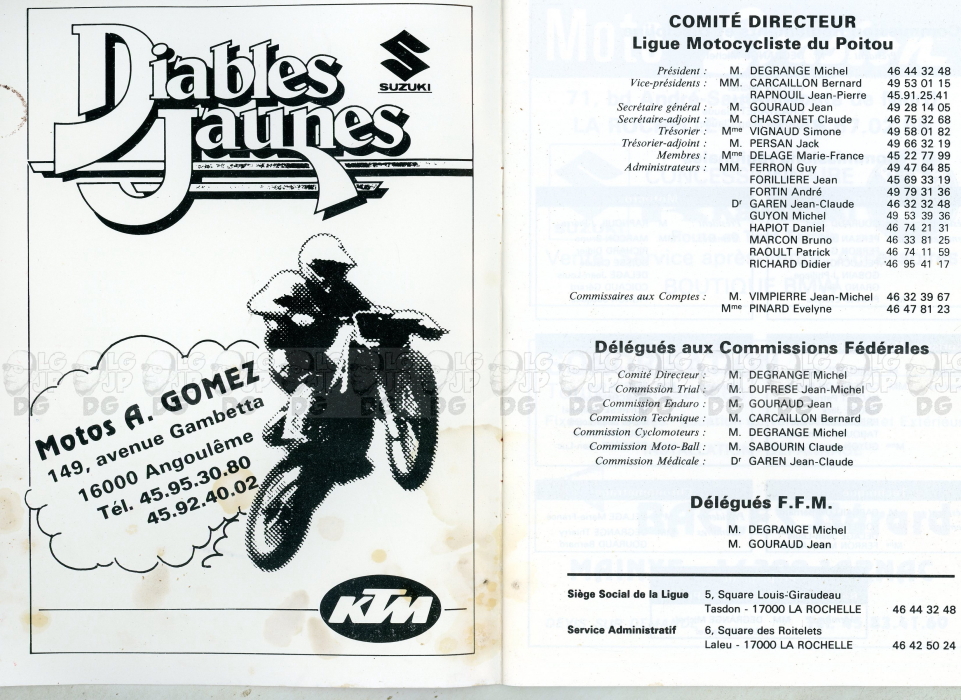 Diables
Jaunes
SUZUKI
Motos A. GOMEZ
149, avenue Gambetta
16000 Angoulême
Tél. 45.95.30.80
45.92.40.02
KTM
COMITÉ DIRECTEUR
Ligue Motocycliste du Poitou
Président : M. DEGRANGE Michel 46 44 32 48
Vice-présidents : MM. CARCAILLON Bernard 49 53 01 15
RAPNOUIL Jean-Pierre 45.91.25.41
Secrétaire général : M. GOURAUD Jean 49 28 14 05
Secrétaire-adjoint : M. CHASTANET Claude 46 75 32 68
Trésorier : Mme VIGNAUD Simone 49 58 01 82
Trésorier-adjoint : M. PERSAN Jack 49 66 32 19
Membres : Mme DELAGE Marie-France 45 22 77 99
Administrateurs : MM. FERRON Guy 49 47 64 85
FORILLIERE Jean 45 69 33 19
FORTIN André 49 79 31 36
Dr GAREN Jean-Claude 46 32 32 48
GUYON Michel 49 53 39 36
HAPIOT Daniel 46 74 21 31
MARCON Bruno 46 33 81 25
RAOULT Patrick 46 74 11 59
RICHARD Didier 46 95 41 17
Commissaires aux Comptes : M. VIMPIERRE Jean-Michel 46 32 39 67
Mme PINARD Evelyne 46 47 81 23
Délégués aux Commissions Fédérales
Comité Directeur : M. DEGRANGE Michel
Commission Trial : M. DUFRESE Jean-Michel
Commission Enduro : M. GOURAUD Jean
Commission Technique : M. CARCAILLON Bernard
Commission Cyclomoteurs : M. DEGRANGE Michel
Commission Moto-Ball : M. SABOURIN Claude
Commission Médicale : Dr GAREN Jean-Claude
Délégués F.F.M.
M. DEGRANGE Michel
M. GOURAUD Jean
Siège Social de la Ligue 5, Square Louis-Giraudeau
Tasdon - 17000 LA ROCHELLE 46 44 32 48
Service Administratif 6, Square des Roitelets
Laleu - 17000 LA ROCHELLE 46 42 50 24